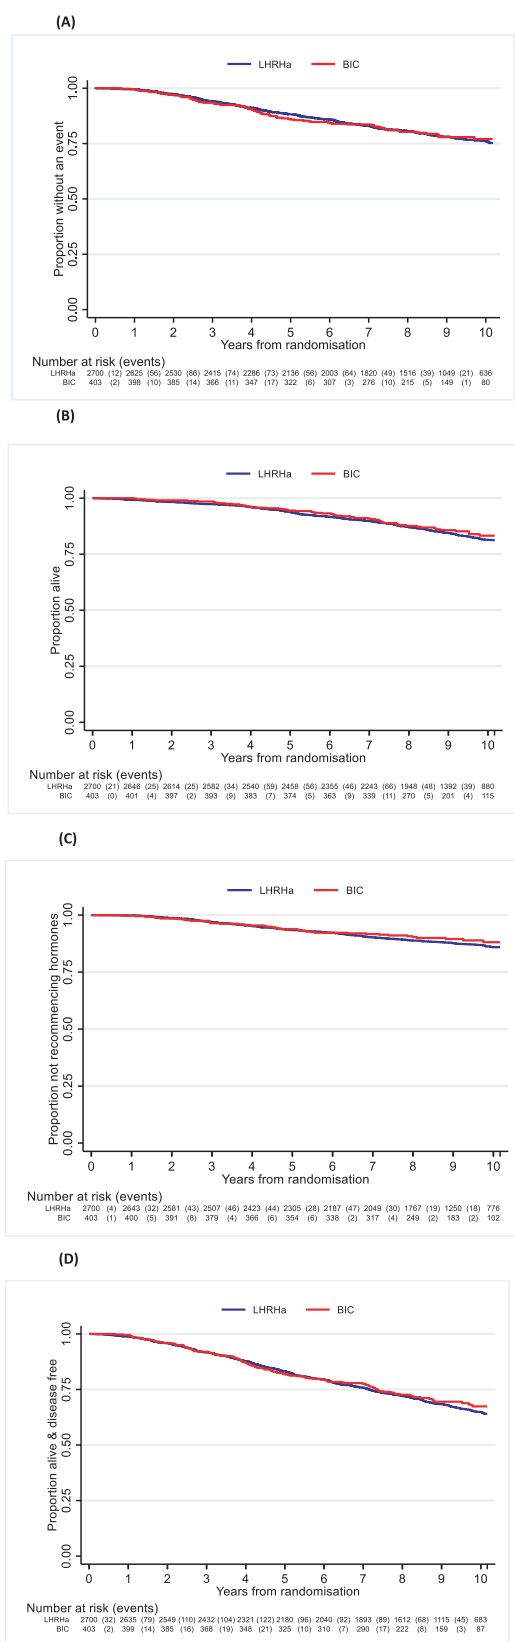 (A)
LHRHa BIC
Proportion without an event
1.00
0.75
0.50
0.25
0.00
0 1 2 3 4 5 6 7 8 9 10
Years from randomisation
Number at risk (events)
LHRHa 2700 (12) 2625 (56) 2530 (86) 2415 (74) 2286 (73) 2136 (56) 2003 (64) 1820 (49) 1516 (39) 1049 (21) 636
BIC 403 (2) 398 (10) 385 (14) 366 (11) 347 (17) 322 (6) 307 (3) 276 (10) 215 (5) 149 (1) 80
(B)
LHRHa BIC
Proportion alive
1.00
0.75
0.50
0.25
0.00
0 1 2 3 4 5 6 7 8 9 10
Years from randomisation
Number at risk (events)
LHRHa 2700 (21) 2646 (25) 2614 (25) 2582 (34) 2540 (59) 2458 (56) 2355 (46) 2243 (66) 1948 (48) 1392 (39) 880
BIC 403 (0) 401 (4) 397 (2) 393 (9) 383 (7) 374 (5) 363 (9) 339 (11) 270 (5) 201 (4) 115
(C)
LHRHa BIC
Proportion not recommencing hormones
1.00
0.75
0.50
0.25
0.00
0 1 2 3 4 5 6 7 8 9 10
Years from randomisation
Number at risk (events)
LHRHa 2700 (4) 2643 (32) 2581 (43) 2507 (46) 2423 (44) 2305 (28) 2187 (47) 2049 (30) 1767 (19) 1250 (18) 776
BIC 403 (1) 400 (5) 391 (8) 379 (4) 366 (6) 354 (6) 338 (2) 317 (4) 249 (2) 183 (2) 102
(D)
LHRHa BIC
Proportion alive & disease free
1.00
0.75
0.50
0.25
0.00
0 1 2 3 4 5 6 7 8 9 10
Years from randomisation
Number at risk (events)
LHRHa 2700 (32) 2635 (79) 2549 (110) 2432 (104) 2321 (122) 2180 (96) 2040 (92) 1893 (89) 1612 (68) 1115 (45) 683
BIC 403 (2) 399 (14) 385 (16) 368 (19) 348 (21) 325 (10) 310 (7) 290 (17) 222 (8) 159 (3) 87